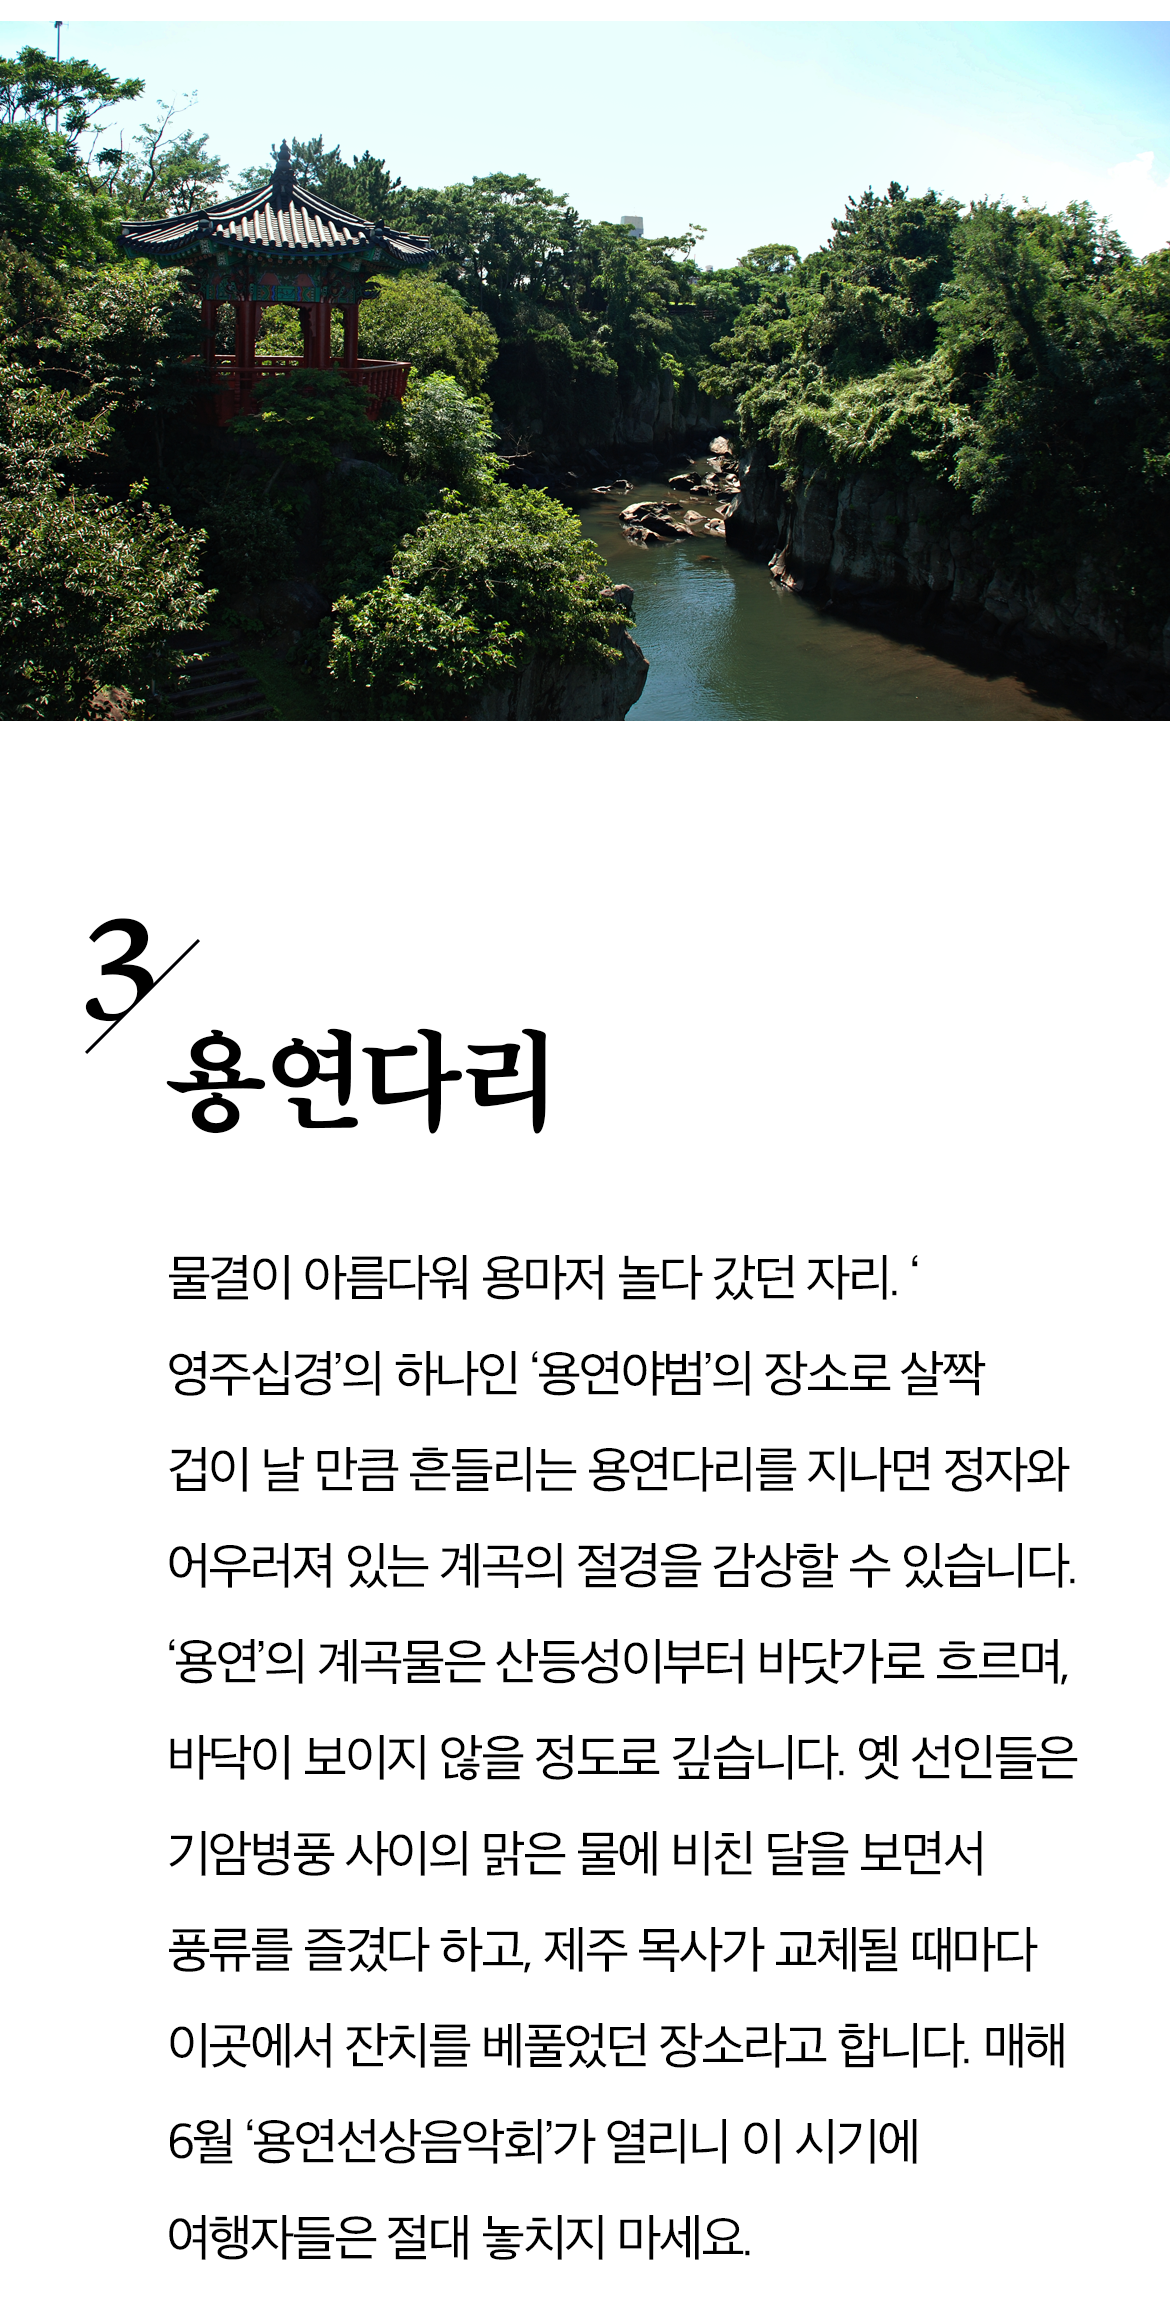 3
용연다리
물결이 아름다워 용마저 놀다 갔던 자리. ‘
영주십경’의 하나인 ‘용연야범’의 장소로 살짝
겁이 날 만큼 흔들리는 용연다리를 지나면 정자와
어우러져 있는 계곡의 절경을 감상할 수 있습니다.
‘용연’의 계곡물은 산등성이부터 바닷가로 흐르며,
바닥이 보이지 않을 정도로 깊습니다. 옛 선인들은
기암병풍 사이의 맑은 물에 비친 달을 보면서
풍류를 즐겼다 하고, 제주 목사가 교체될 때마다
이곳에서 잔치를 베풀었던 장소라고 합니다. 매해
6월 ‘용연선상음악회’가 열리니 이 시기에
여행자들은 절대 놓치지 마세요.